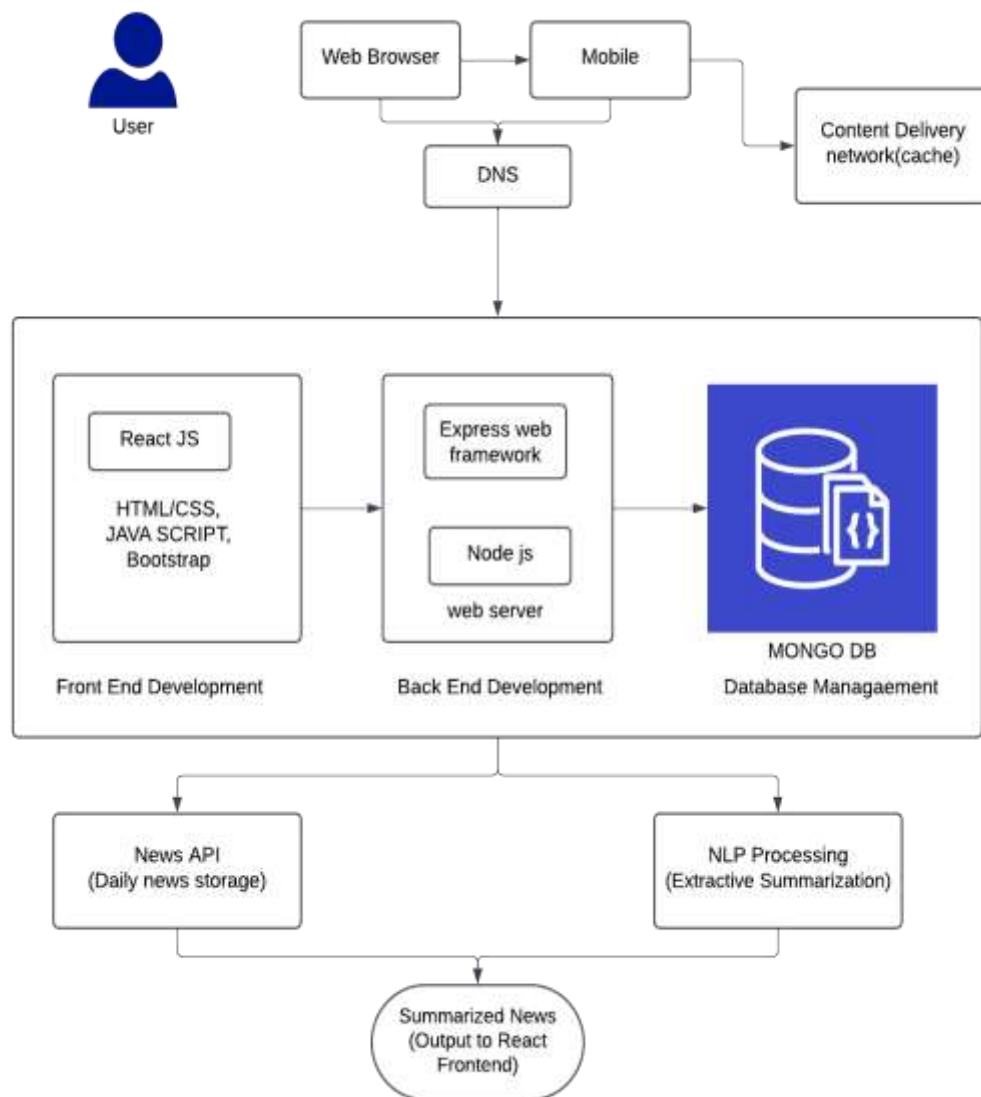 User
Web Browser
Mobile
Content Delivery
network(cache)
DNS
React JS
HTML/CSS,
JAVA SCRIPT,
Bootstrap
Front End Development
Express web
framework
Node js
web server
Back End Development
{}
MONGO DB
Database Managaement
News API
(Daily news storage)
NLP Processing
(Extractive Summarization)
Summarized News
(Output to React
Frontend)